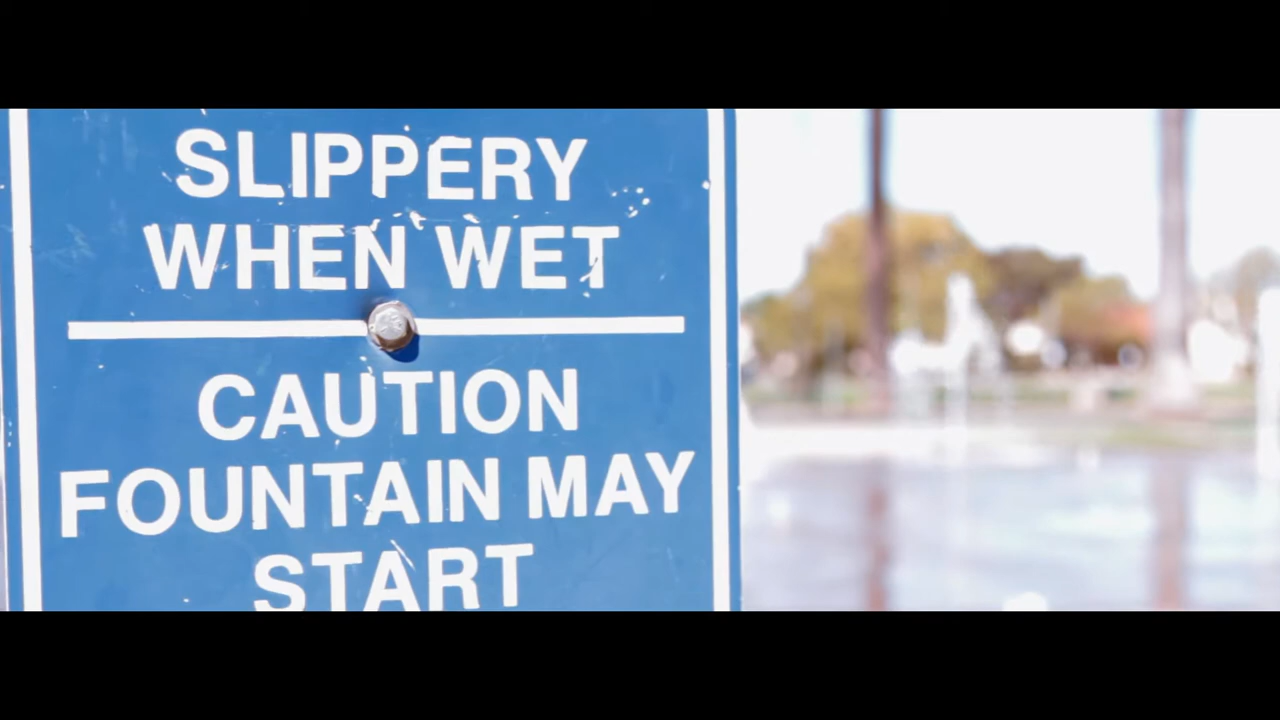 SLIPPERY
WHEN WET
CAUTION
FOUNTAIN MAY
START